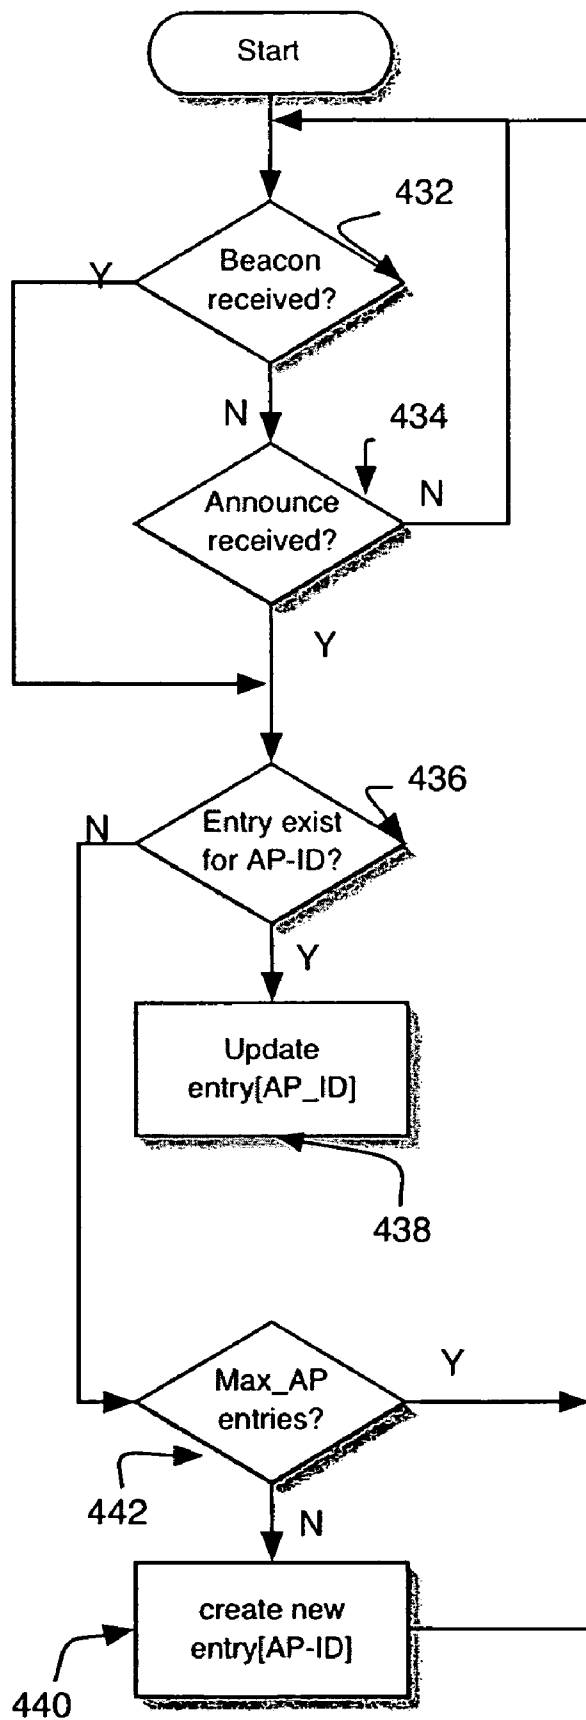 Start
432
Y
Beacon
received?
N
434
Announce
received?
N
Y
436
N
Entry exist
for AP-ID?
Y
Update
entry[AP_ID]
438
Max_AP
entries?
Y
442
N
create new
entry[AP-ID]
440